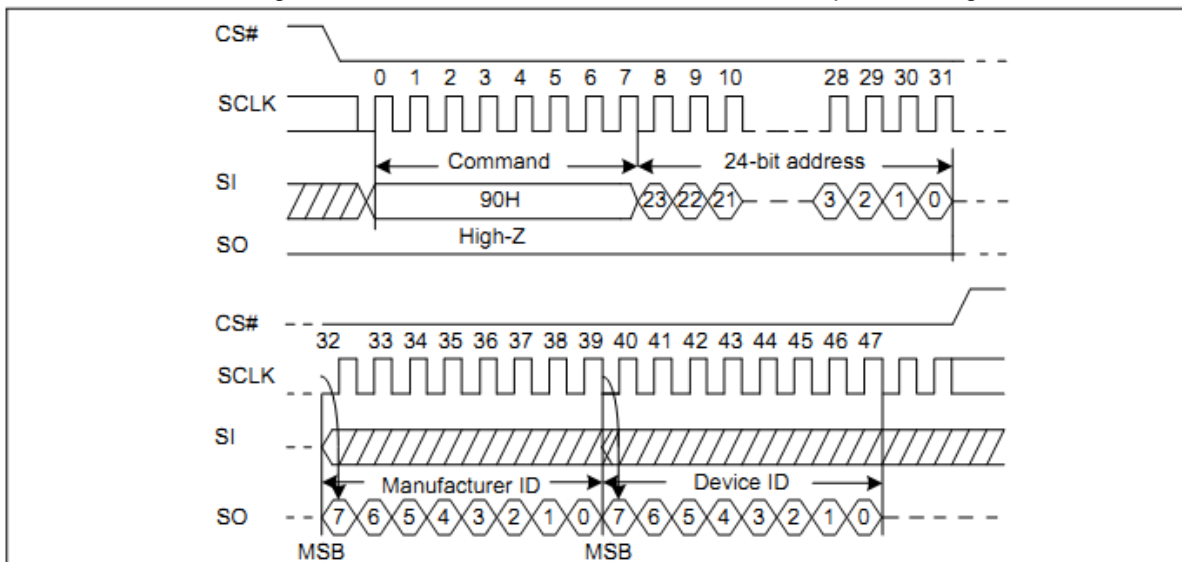 CS#
0 1 2 3 4 5 6 7 8 9 10 28 29 30 31
SCLK
Command 24-bit address
SI
90H 23 22 21 3 2 1 0
High-Z
SO
CS#
32 33 34 35 36 37 38 39 40 41 42 43 44 45 46 47
SCLK
SI
Manufacturer ID Device ID
SO 7 6 5 4 3 2 1 0 7 6 5 4 3 2 1 0
MSB MSB